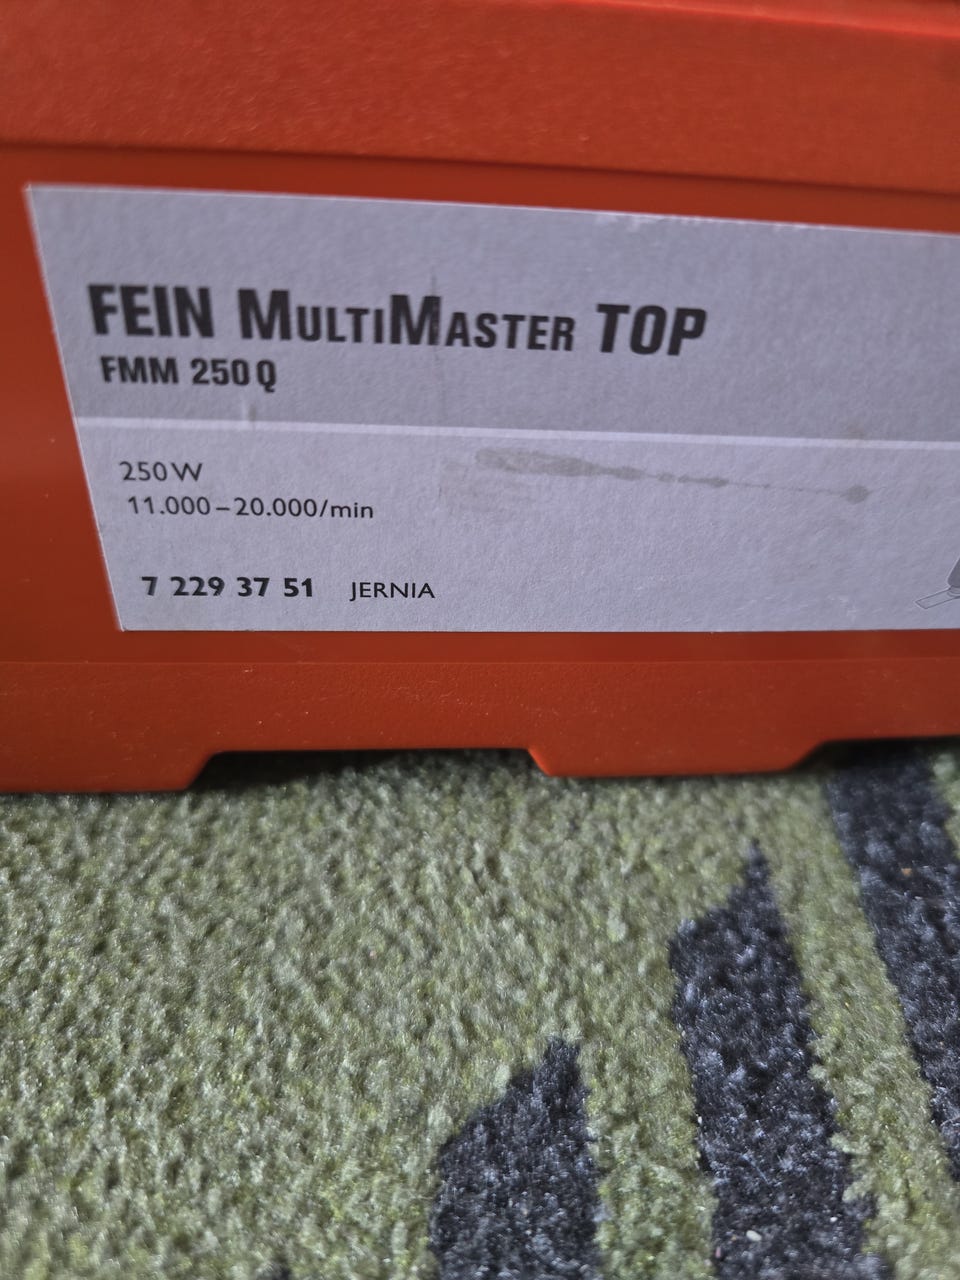 FEIN MULTIMASTER TOP
FMM 250 Q
250 W
11.000–20.000/min
7 229 37 51 JERNIA